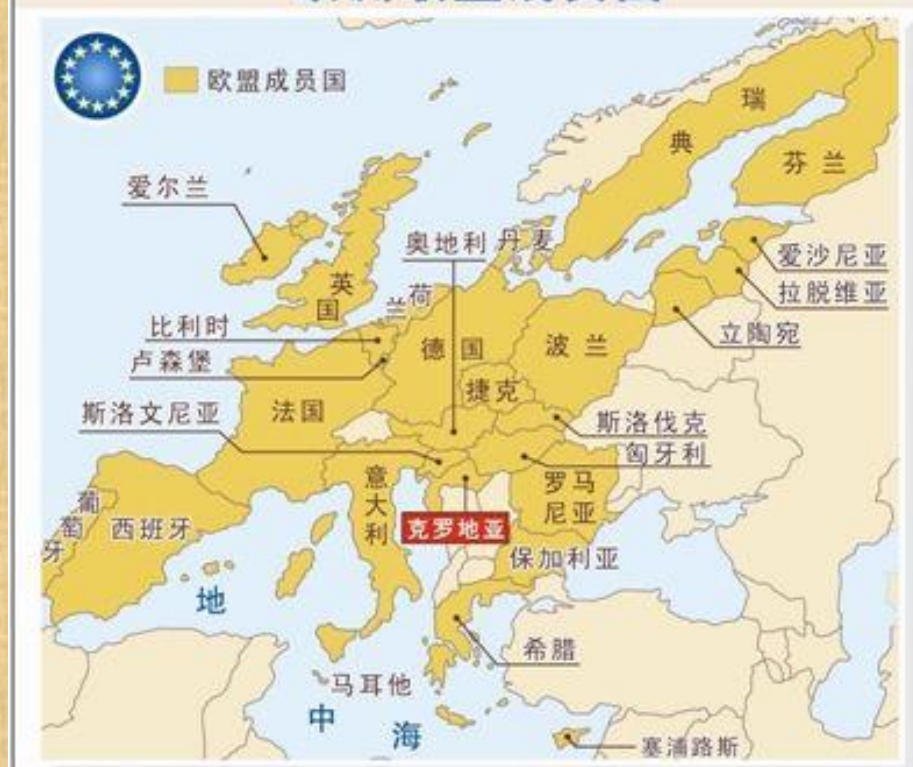 欧盟成员国
瑞典
芬兰
爱尔兰
奥地利
丹麦
爱沙尼亚
拉脱维亚
立陶宛
英国
荷兰
比利时
卢森堡
德国
波兰
捷克
法国
斯洛文尼亚
斯洛伐克
匈牙利
意大利
罗马尼亚
克罗地亚
葡萄牙
西班牙
保加利亚
希腊
马耳他
地中海
塞浦路斯